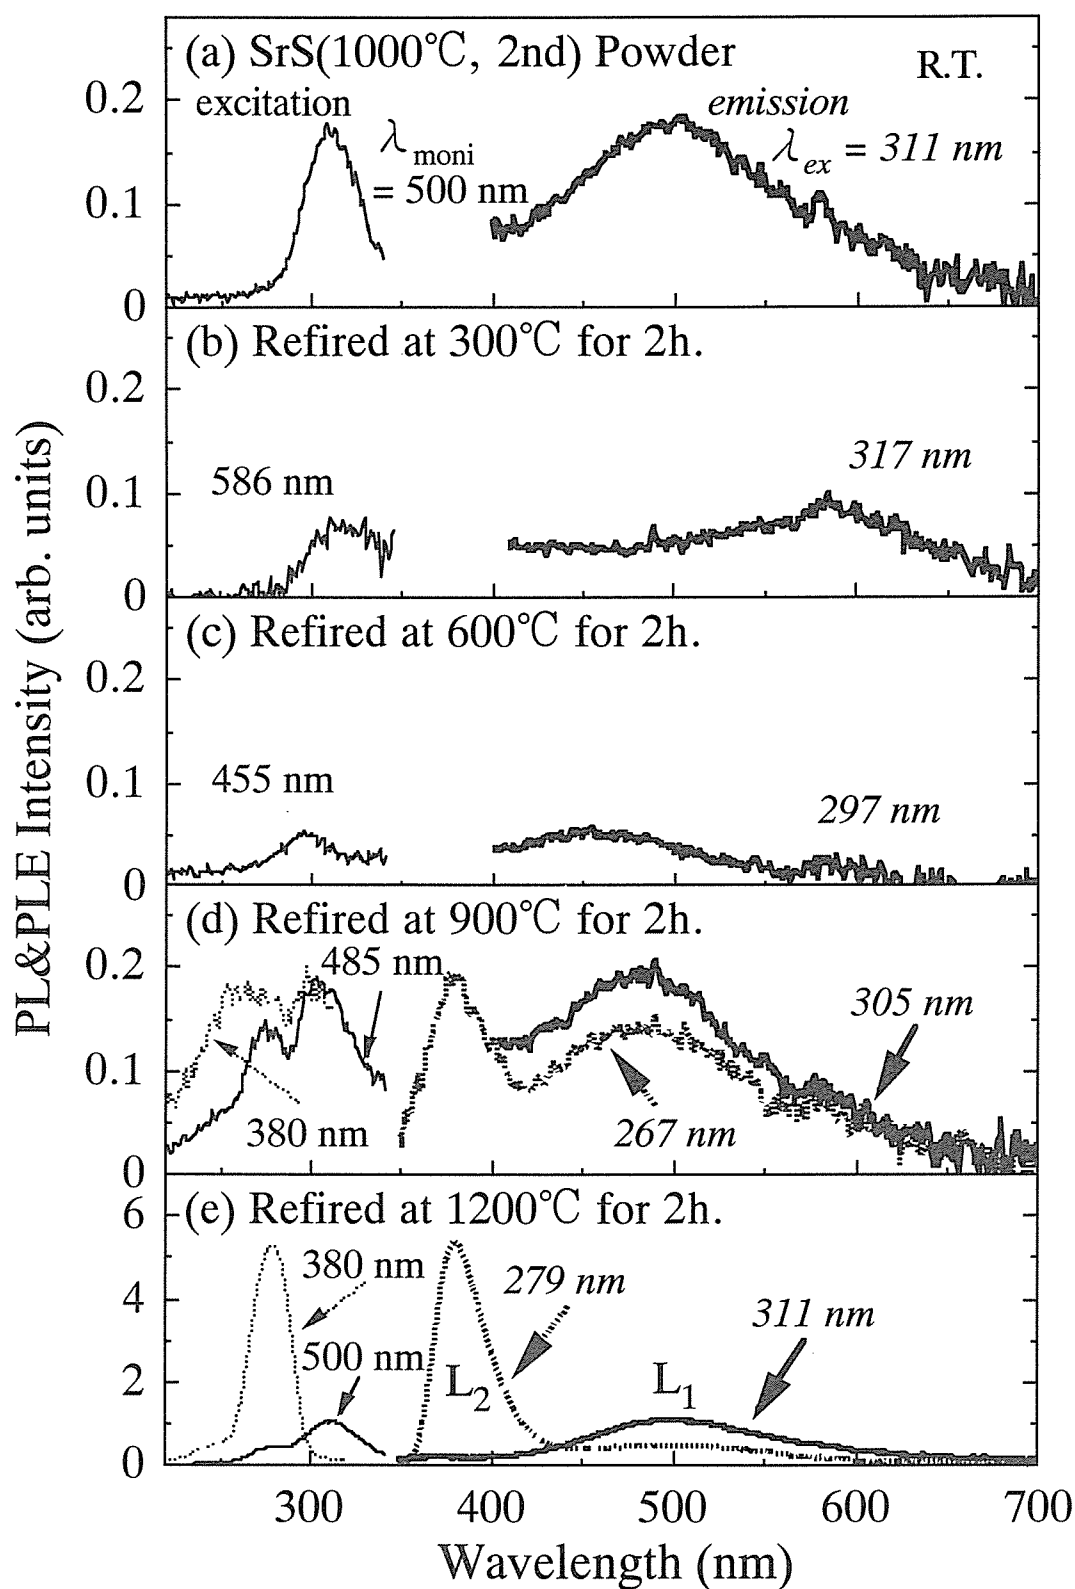 (a) SrS(1000℃, 2nd) Powder
R.T.
0.2
excitation
emission
λmoni
= 500 nm
λex = 311 nm
0.1
0
(b) Refired at 300℃ for 2h.
0.2
586 nm
317 nm
0.1
0
(c) Refired at 600℃ for 2h.
0.2
455 nm
297 nm
0.1
0
(d) Refired at 900℃ for 2h.
0.2
485 nm
305 nm
0.1
380 nm
267 nm
0
(e) Refired at 1200℃ for 2h.
6
380 nm
279 nm
4
311 nm
500 nm
2
L2
L1
0
300 400 500 600 700
Wavelength (nm)
PL&PLE Intensity (arb. units)